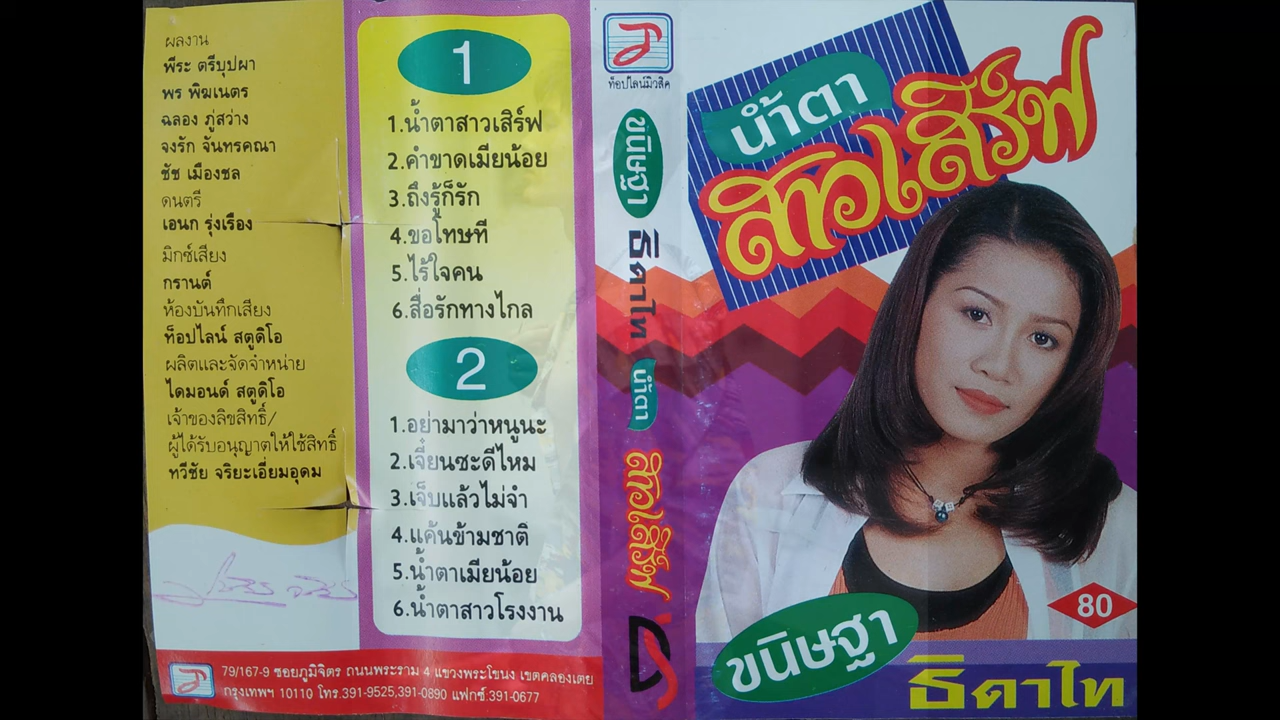 ผลงาน
พีระ ตรีบุปผา
พร พิฆเนตร
ฉลอง ภู่สว่าง
จงรัก จันทรคณา
ชัช เมืองชล
ดนตรี
เอนก รุ่งเรือง
มิกซ์เสียง
กรานต์
ห้องบันทึกเสียง
ท็อปไลน์ สตูดิโอ
ผลิตและจัดจำหน่าย
ไดมอนด์ สตูดิโอ
เจ้าของลิขสิทธิ์/
ผู้ได้รับอนุญาตให้ใช้สิทธิ์
ทวีชัย จริยะเอี่ยมอุดม
79/167-9 ซอยภูมิจิตร ถนนพระราม 4 แขวงพระโขนง เขตคลองเตย
กรุงเทพฯ 10110 โทร.391-9525,391-0890 แฟกซ์.391-0677
1
1.น้ำตาสาวเสิร์ฟ
2.คำขาดเมียน้อย
3.ถึงรู้ก็รัก
4.ขอโทษที
5.ไร้ใจคน
6.สื่อรักทางไกล
2
1.อย่ามาว่าหนูนะ
2.เจี๋ยนซะดีไหม
3.เจ็บแล้วไม่จำ
4.แค้นข้ามชาติ
5.น้ำตาเมียน้อย
6.น้ำตาสาวโรงงาน
ท็อปไลน์มิวสิค
ขนิษฐา
ธิดาไท
น้ำตา
สาวเสิร์ฟ
น้ำตา
สาวเสิร์ฟ
80
ขนิษฐา
ธิดาไท